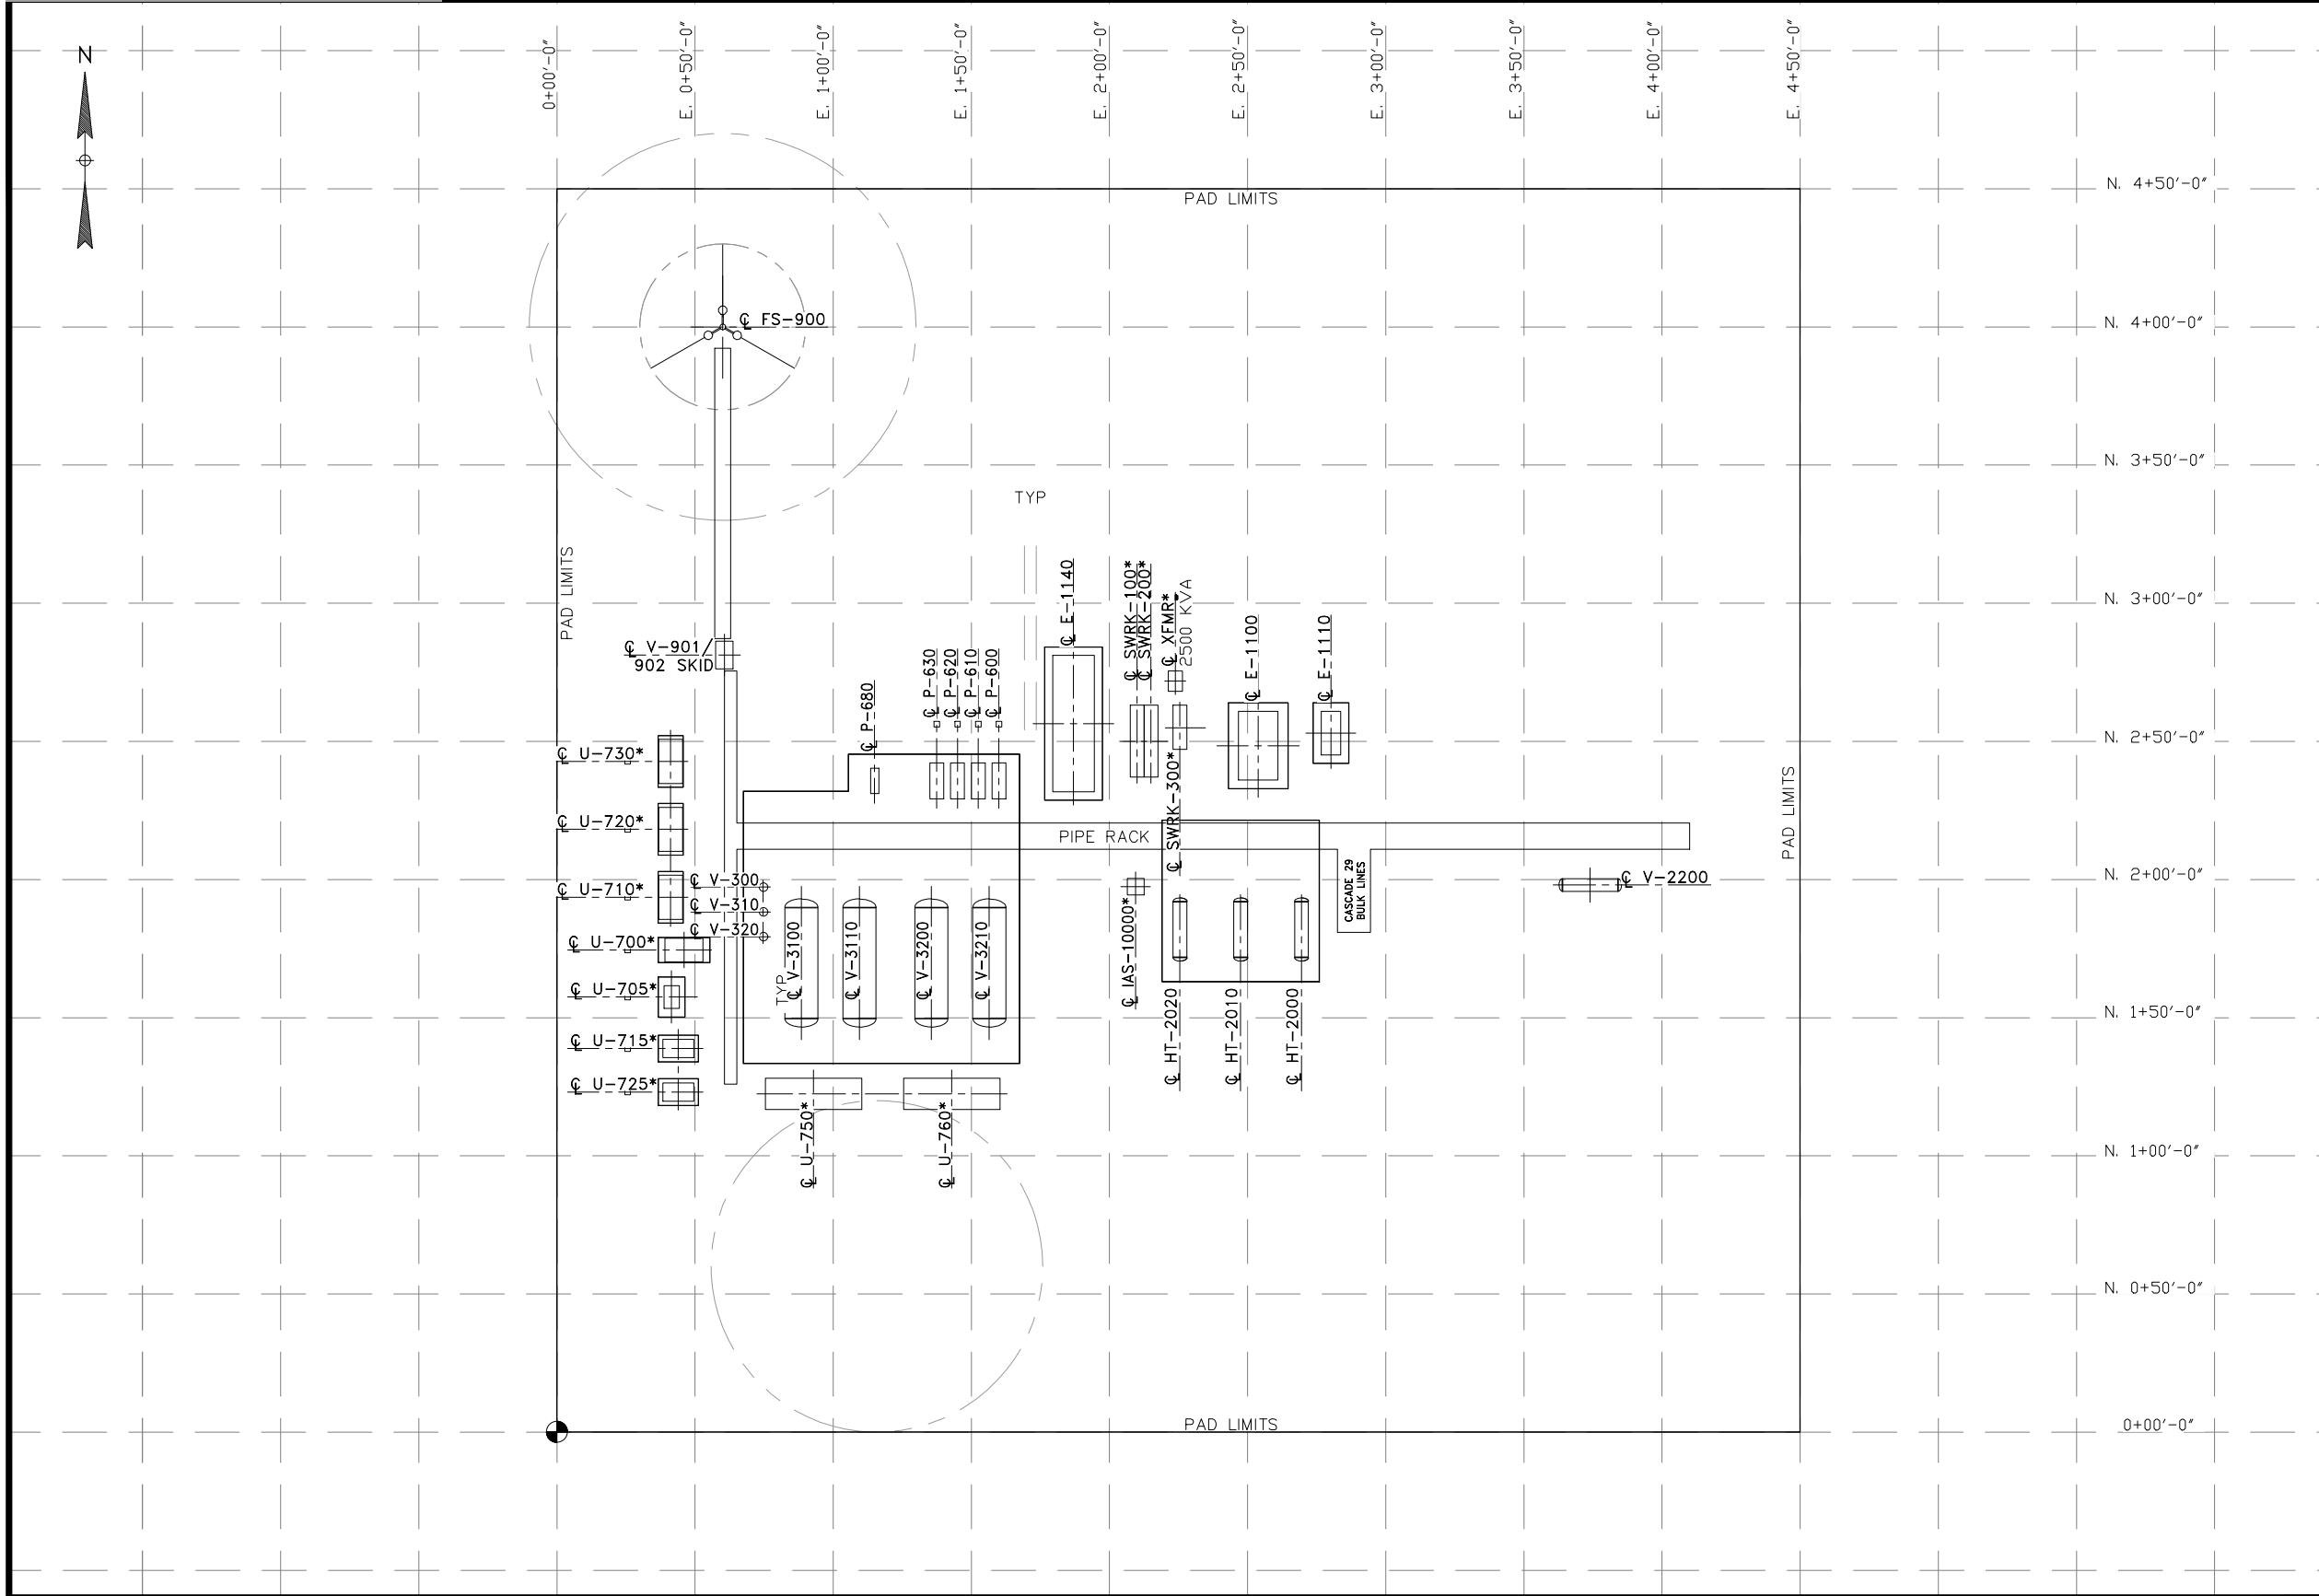 N
0+00'-0"
E. 0+50'-0"
E. 1+00'-0"
E. 1+50'-0"
E. 2+00'-0"
E. 2+50'-0"
E. 3+00'-0"
E. 3+50'-0"
E. 4+00'-0"
E. 4+50'-0"
N. 4+50'-0"
PAD LIMITS
℄ FS-900
N. 4+00'-0"
N. 3+50'-0"
TYP
PAD LIMITS
N. 3+00'-0"
℄ V-901/
902 SKID
℄ P-680
℄ P-630
℄ P-620
℄ P-610
℄ P-600
℄ E-1140
℄ SWRK-100*
℄ SWRK-200*
℄ XFMR*
2500 KVA
℄ E-1100
℄ E-1110
℄ U-730*
N. 2+50'-0"
℄ U-720*
PIPE RACK
℄ SWRK-300*
PAD LIMITS
℄ U-710*
℄ V-300
℄ V-310
℄ V-320
CASCADE 29
BULK LINES
℄ V-2200
N. 2+00'-0"
℄ U-700*
℄ U-705*
TYP
℄ V-3100
℄ V-3110
℄ V-3200
℄ V-3210
℄ IAS-10000*
N. 1+50'-0"
℄ U-715*
℄ U-725*
℄ HT-2020
℄ HT-2010
℄ HT-2000
℄ U-750*
℄ U-760*
N. 1+00'-0"
N. 0+50'-0"
PAD LIMITS
0+00'-0"